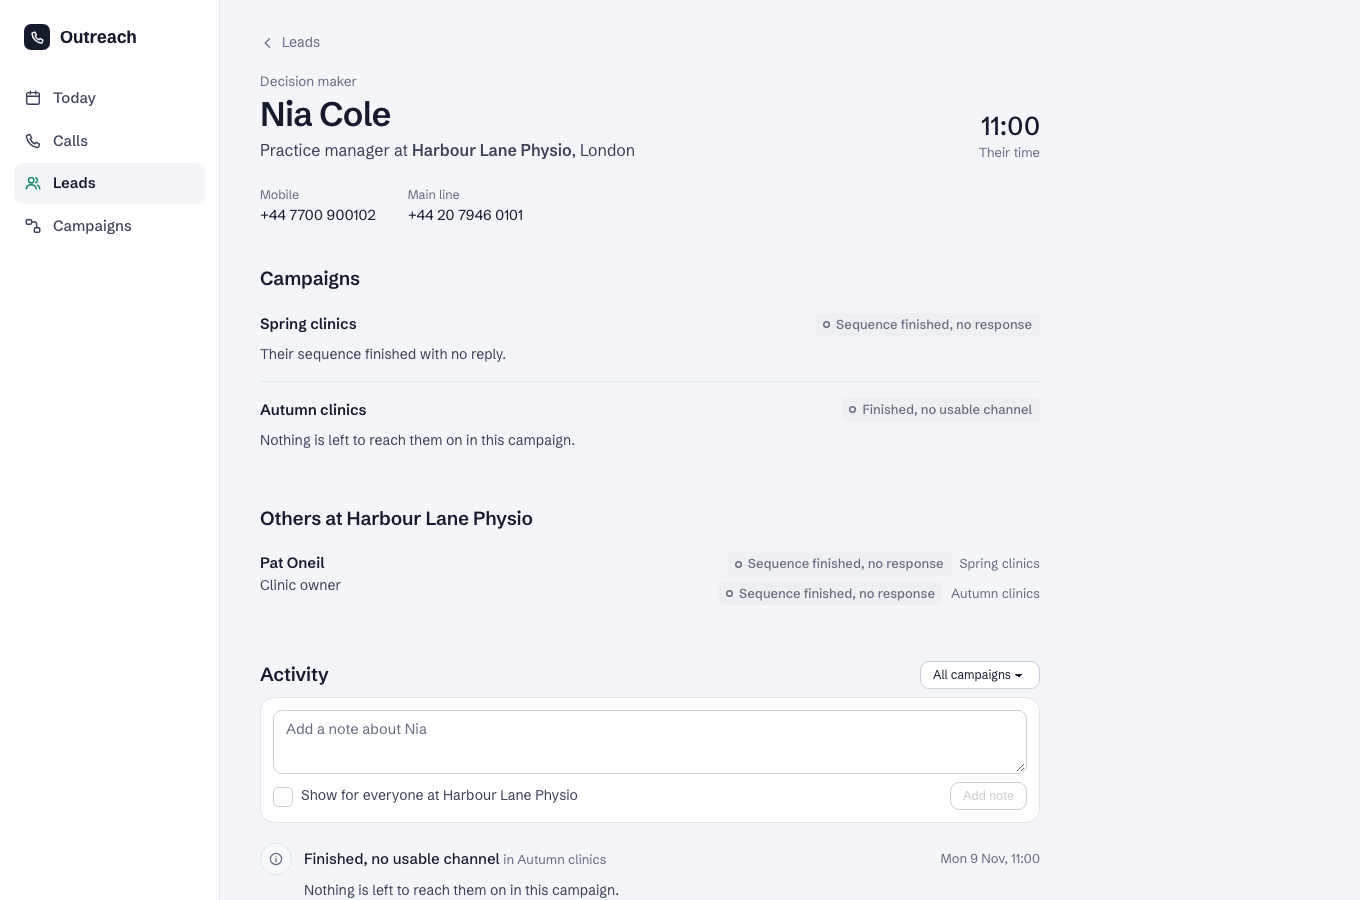 Outreach
Today
Calls
Leads
Campaigns
Leads
Decision maker
Nia Cole
Practice manager at Harbour Lane Physio, London
11:00
Their time
Mobile
+44 7700 900102
Main line
+44 20 7946 0101
Campaigns
Spring clinics
Sequence finished, no response
Their sequence finished with no reply.
Autumn clinics
Finished, no usable channel
Nothing is left to reach them on in this campaign.
Others at Harbour Lane Physio
Pat Oneil
Clinic owner
Sequence finished, no response Spring clinics
Sequence finished, no response Autumn clinics
Activity
All campaigns
Add a note about Nia
Show for everyone at Harbour Lane Physio
Add note
Finished, no usable channel in Autumn clinics
Mon 9 Nov, 11:00
Nothing is left to reach them on in this campaign.